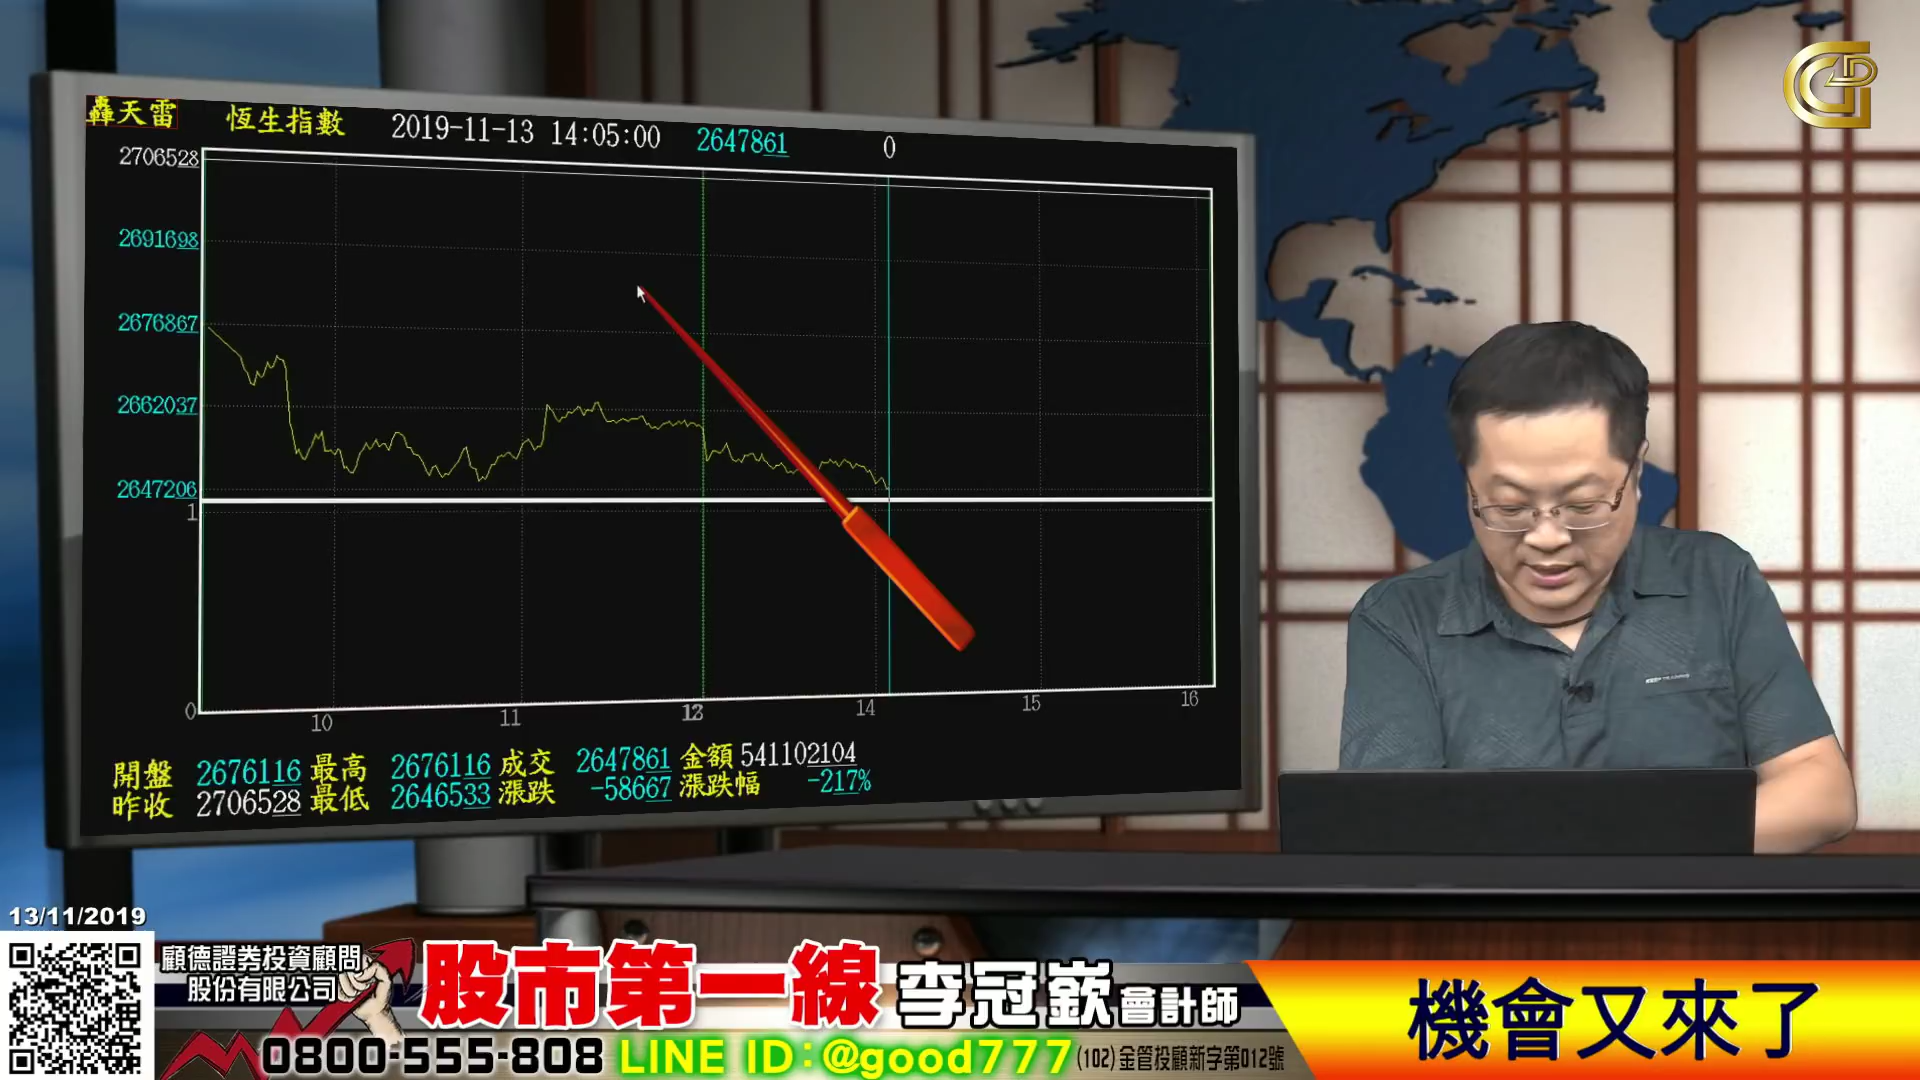 轟天雷 恆生指數 2019-11-13 14:05:00 2647861 0
2706528
2691698
2676867
2662037
2647206
1
0 10 11 12 14 15 16
開盤 2676116 最高 2676116 成交 2647861 金額 541102104
昨收 2706528 最低 2646533 漲跌 -58667 漲跌幅 -217%
13/11/2019
顧德證券投資顧問
股份有限公司
股市第一線 李冠嶔 會計師
0800-555-808 LINE ID:@good777 (102)金管投顧新字第012號
機會又來了